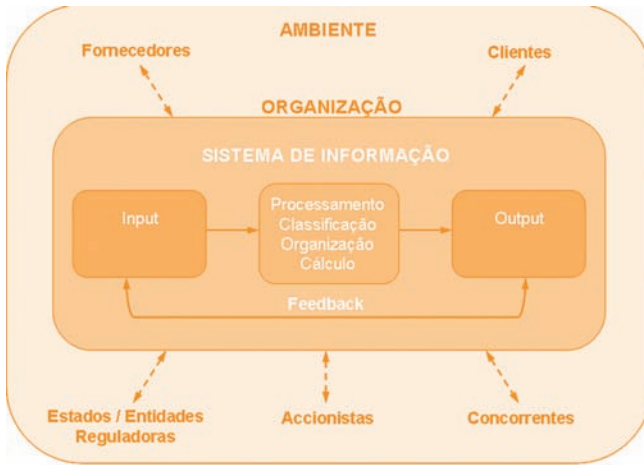 AMBIENTE
Fornecedores
Clientes
ORGANIZAÇÃO
SISTEMA DE INFORMAÇÃO
Input
Processamento
Classificação
Organização
Cálculo
Output
Feedback
Estados / Entidades
Reguladoras
Accionistas
Concorrentes